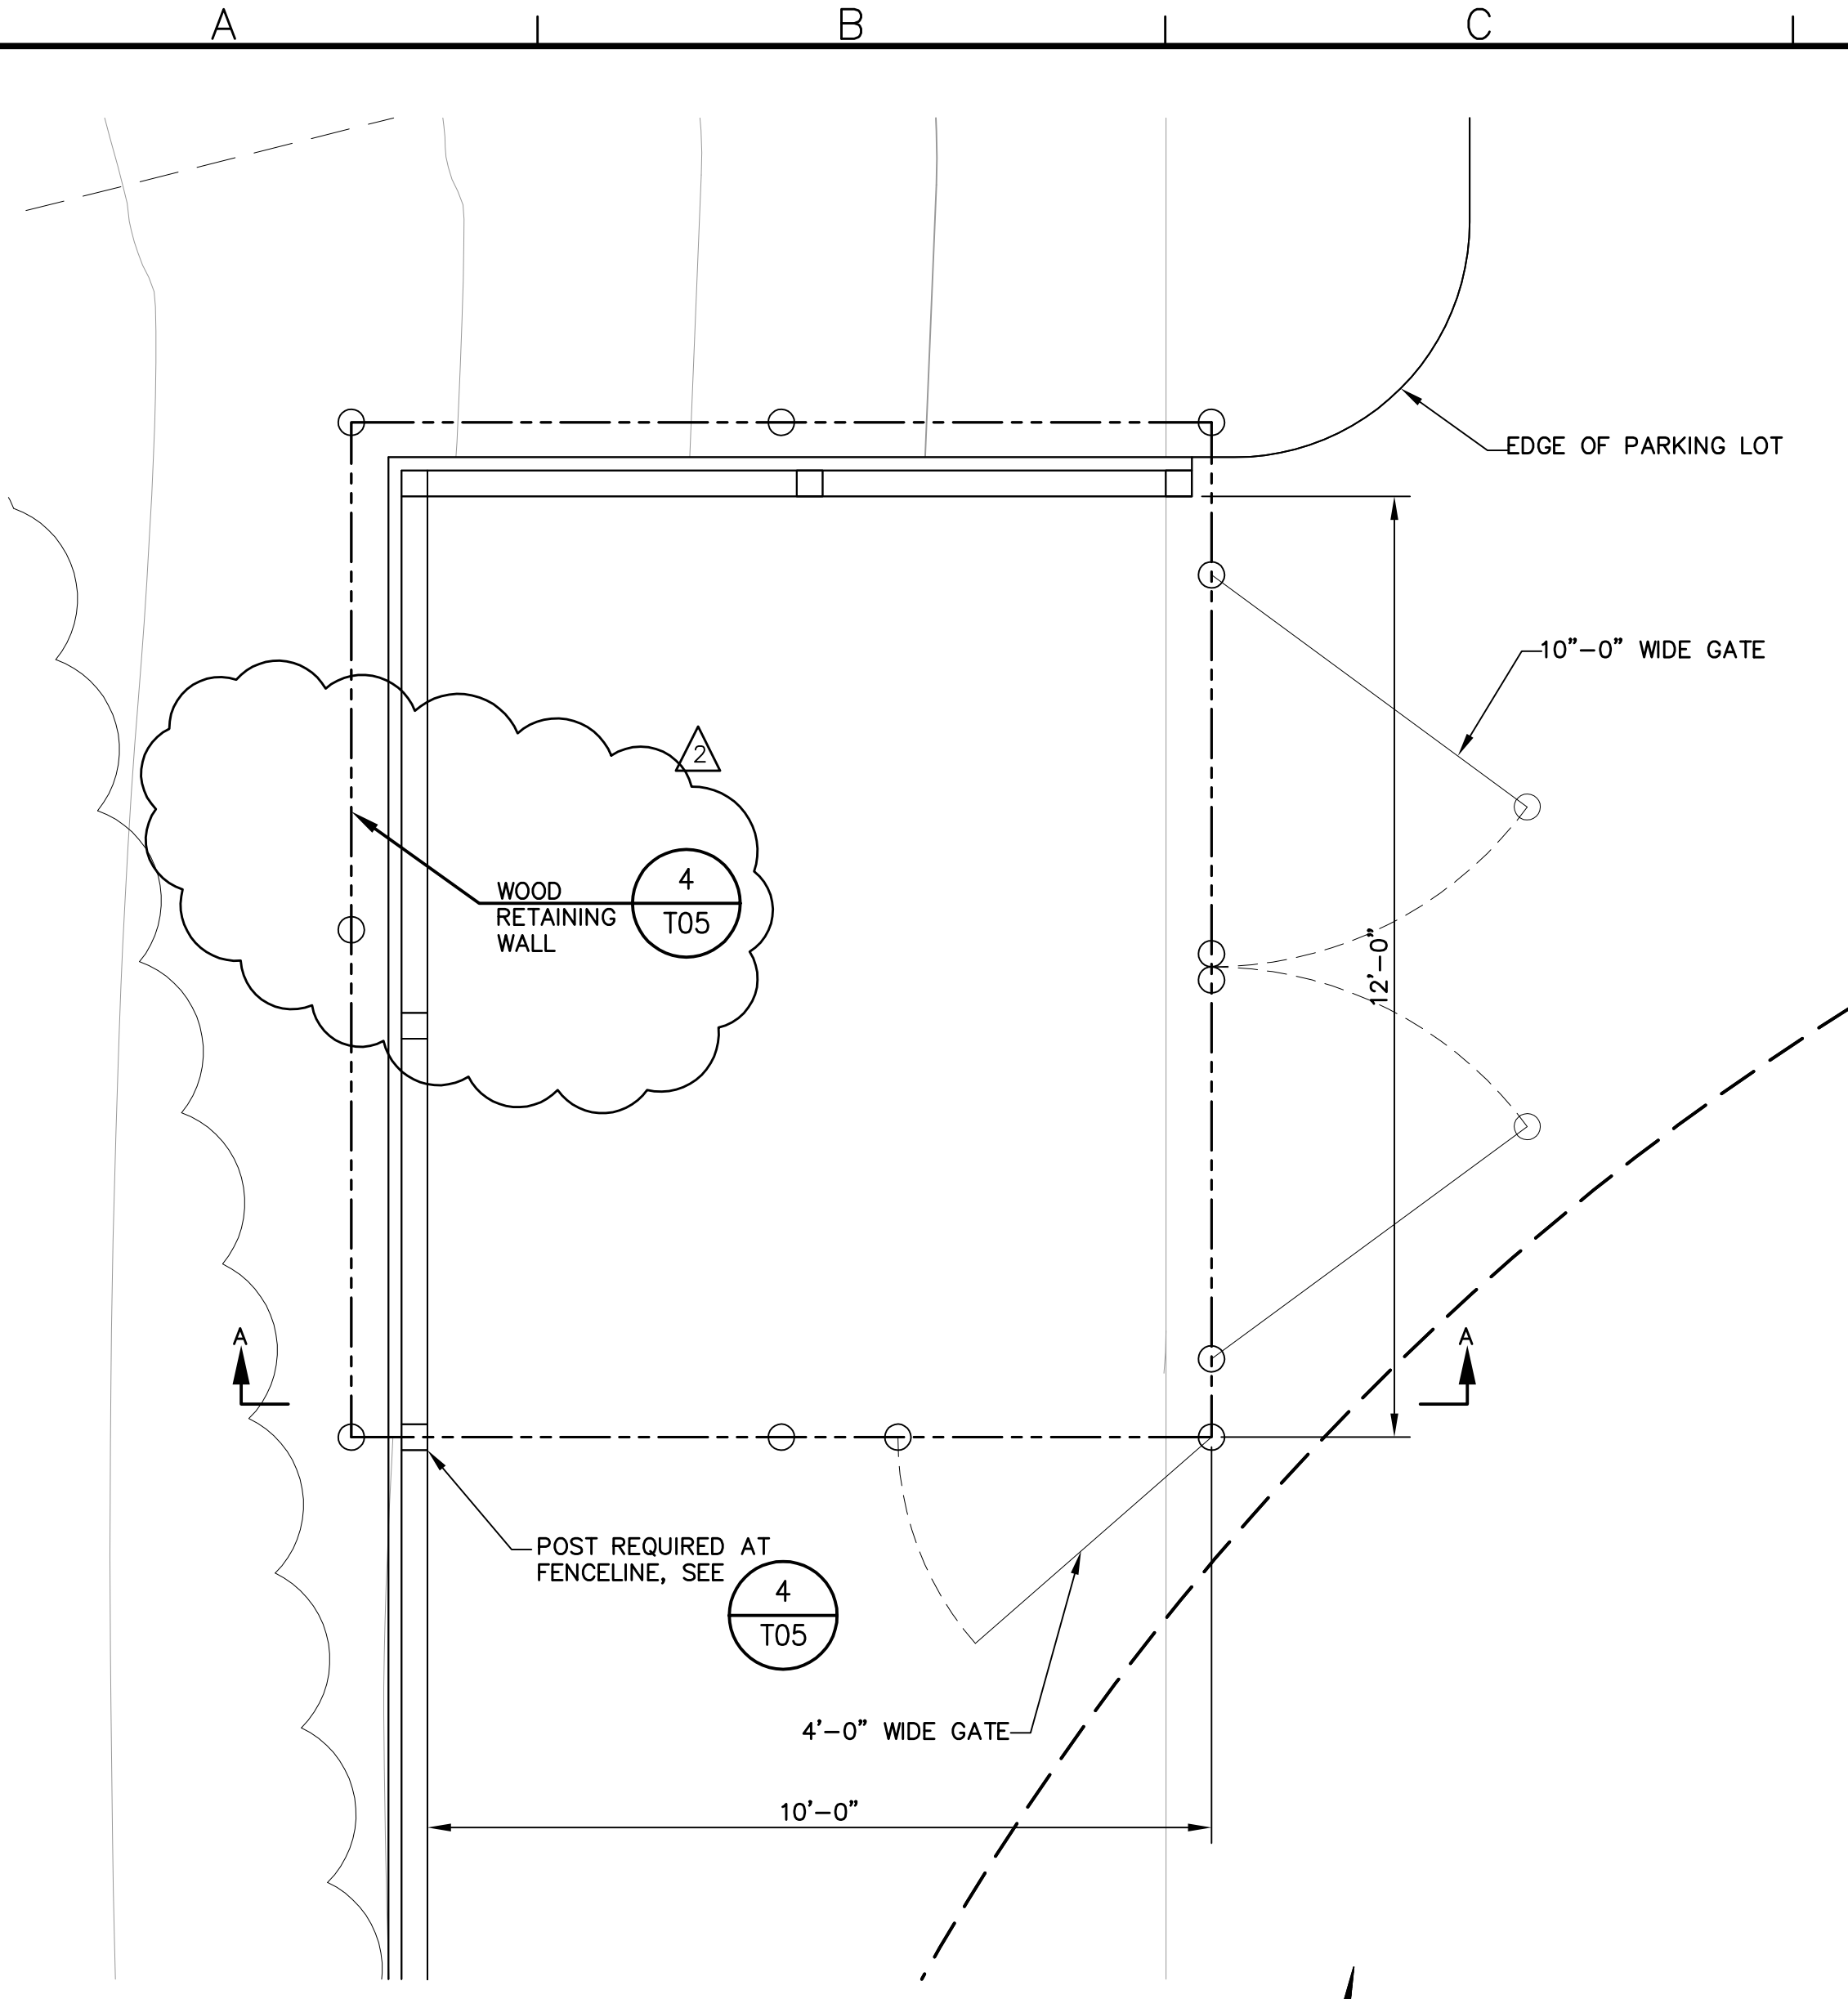 A B C
EDGE OF PARKING LOT
10"-0" WIDE GATE
2
WOOD
RETAINING
WALL
4
T05
12'-0"
A A
POST REQUIRED AT
FENCELINE, SEE
4
T05
4'-0" WIDE GATE
10'-0"